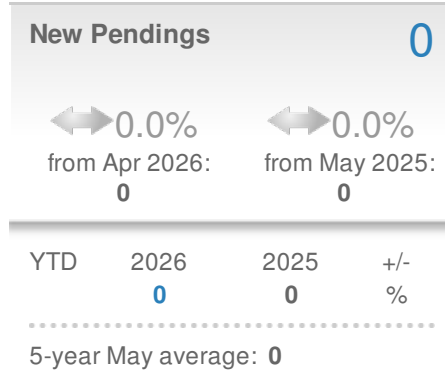 New Pendings 0
0.0% 0.0%
from Apr 2026: from May 2025:
0 0
YTD 2026 2025 +/-
0 0 %
5-year May average: 0